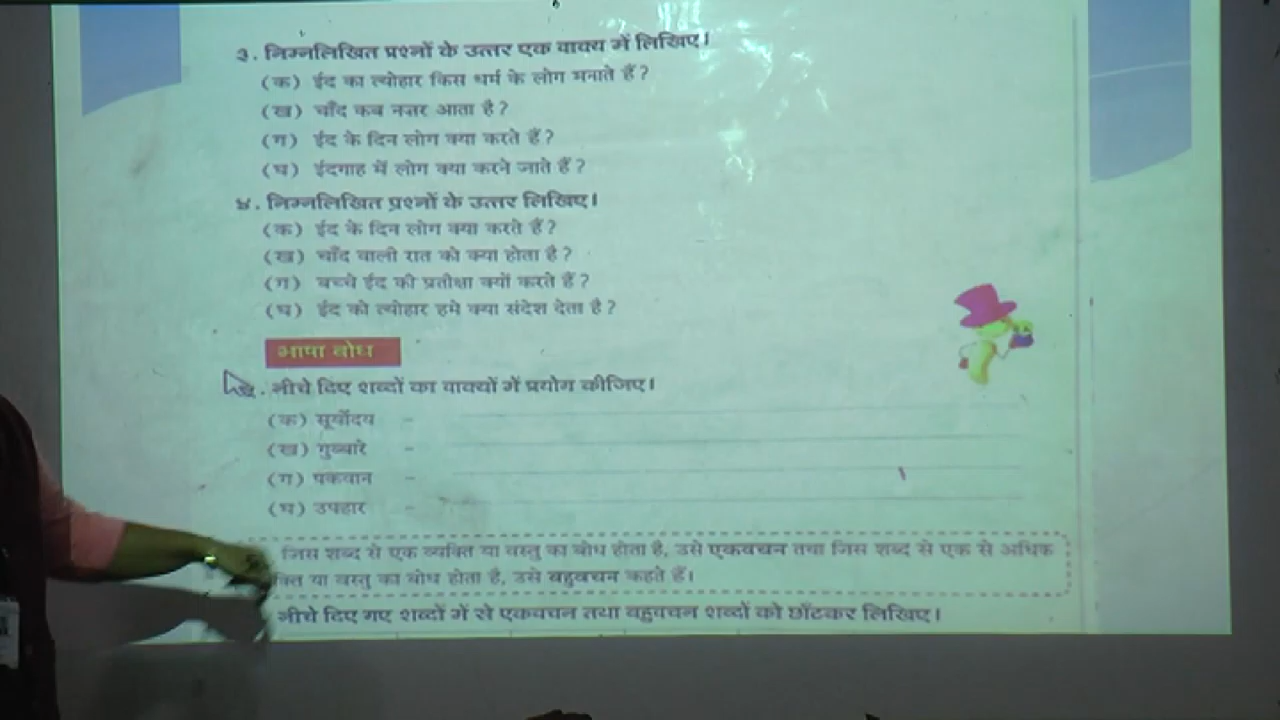 ३. निम्नलिखित प्रश्नों के उत्तर एक वाक्य में लिखिए।
(क) ईद का त्योहार किस धर्म के लोग मनाते हैं?
(ख) चाँद कब नज़र आता है?
(ग) ईद के दिन लोग क्या करते हैं?
(घ) ईदगाह में लोग क्या करने जाते हैं?
४. निम्नलिखित प्रश्नों के उत्तर लिखिए।
(क) ईद के दिन लोग क्या करते हैं?
(ख) चाँद वाली रात को क्या होता है?
(ग) बच्चे ईद की प्रतीक्षा क्यों करते हैं?
(घ) ईद को त्योहार हमे क्या संदेश देता है?
भाषा बोध
. नीचे दिए शब्दों का वाक्यों में प्रयोग कीजिए।
(क) सूर्योदय -
(ख) गुब्बारे -
(ग) पकवान -
(घ) उपहार -
जिस शब्द से एक व्यक्ति या वस्तु का बोध होता है, उसे एकवचन तथा जिस शब्द से एक से अधिक
क्ति या वस्तु का बोध होता है, उसे बहुवचन कहते हैं।
नीचे दिए गए शब्दों में से एकवचन तथा बहुवचन शब्दों को छाँटकर लिखिए।